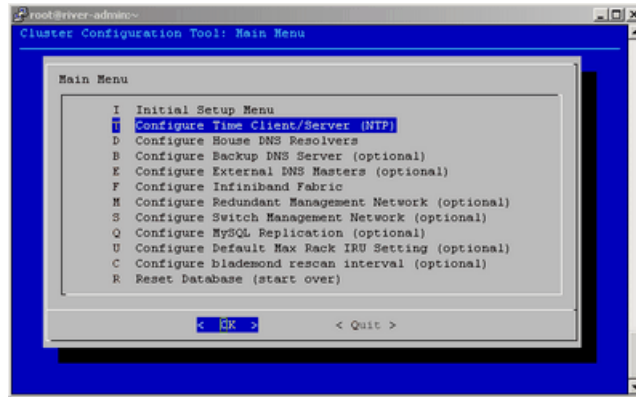 root@river-admin:~
Cluster Configuration Tool: Main Menu
Main Menu
I Initial Setup Menu
T Configure Time Client/Server (NTP)
D Configure House DNS Resolvers
B Configure Backup DNS Server (optional)
E Configure External DNS Masters (optional)
F Configure Infiniband Fabric
M Configure Redundant Management Network (optional)
S Configure Switch Management Network (optional)
Q Configure MySQL Replication (optional)
U Configure Default Max Rack IRU Setting (optional)
C Configure blademond rescan interval (optional)
R Reset Database (start over)
< OK > < Quit >